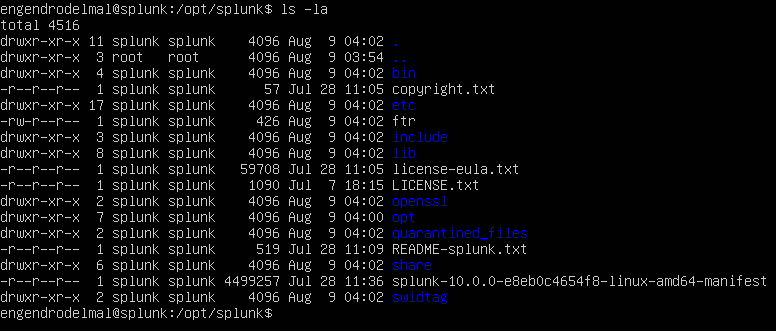 engendrodelmal@splunk:/opt/splunk$ ls -la
total 4516
drwxr-xr-x 11 splunk splunk    4096 Aug  9 04:02 .
drwxr-xr-x  3 root   root      4096 Aug  9 03:54 ..
drwxr-xr-x  4 splunk splunk    4096 Aug  9 04:02 bin
-r--r--r--  1 splunk splunk      57 Jul 28 11:05 copyright.txt
drwxr-xr-x 17 splunk splunk    4096 Aug  9 04:02 etc
-rw-r--r--  1 splunk splunk     426 Aug  9 04:02 ftr
drwxr-xr-x  3 splunk splunk    4096 Aug  9 04:02 include
drwxr-xr-x  8 splunk splunk    4096 Aug  9 04:02 lib
-r--r--r--  1 splunk splunk   59708 Jul 28 11:05 license-eula.txt
-r--r--r--  1 splunk splunk    1090 Jul  7 18:15 LICENSE.txt
drwxr-xr-x  2 splunk splunk    4096 Aug  9 04:02 openssl
drwxr-xr-x  7 splunk splunk    4096 Aug  9 04:00 opt
drwxr-xr-x  2 splunk splunk    4096 Aug  9 04:02 quarantined_files
-r--r--r--  1 splunk splunk     519 Jul 28 11:09 README-splunk.txt
drwxr-xr-x  6 splunk splunk    4096 Aug  9 04:02 share
-r--r--r--  1 splunk splunk 4499257 Jul 28 11:36 splunk-10.0.0-e8eb0c4654f8-linux-amd64-manifest
drwxr-xr-x  2 splunk splunk    4096 Aug  9 04:02 swidtag
engendrodelmal@splunk:/opt/splunk$